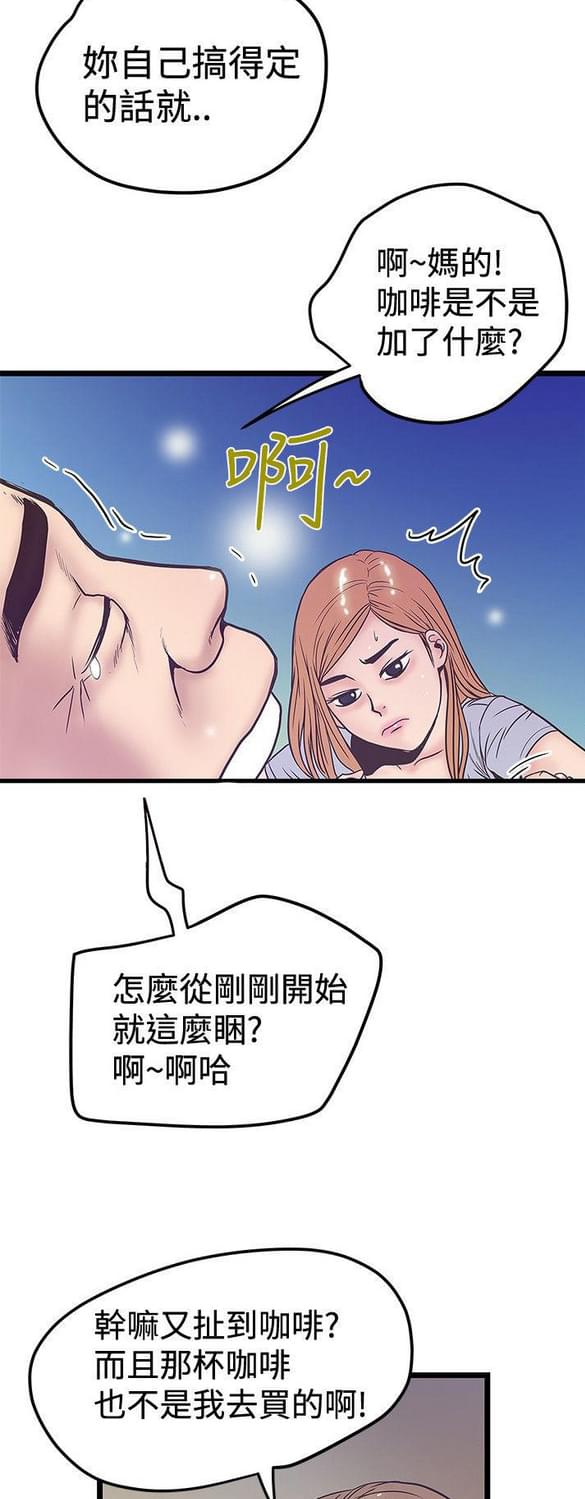 妳自己搞得定
的話就..
啊~媽的!
咖啡是不是
加了什麼?
啊~
怎麼從剛剛開始
就這麼睏?
啊~啊哈
幹嘛又扯到咖啡?
而且那杯咖啡
也不是我去買的啊!